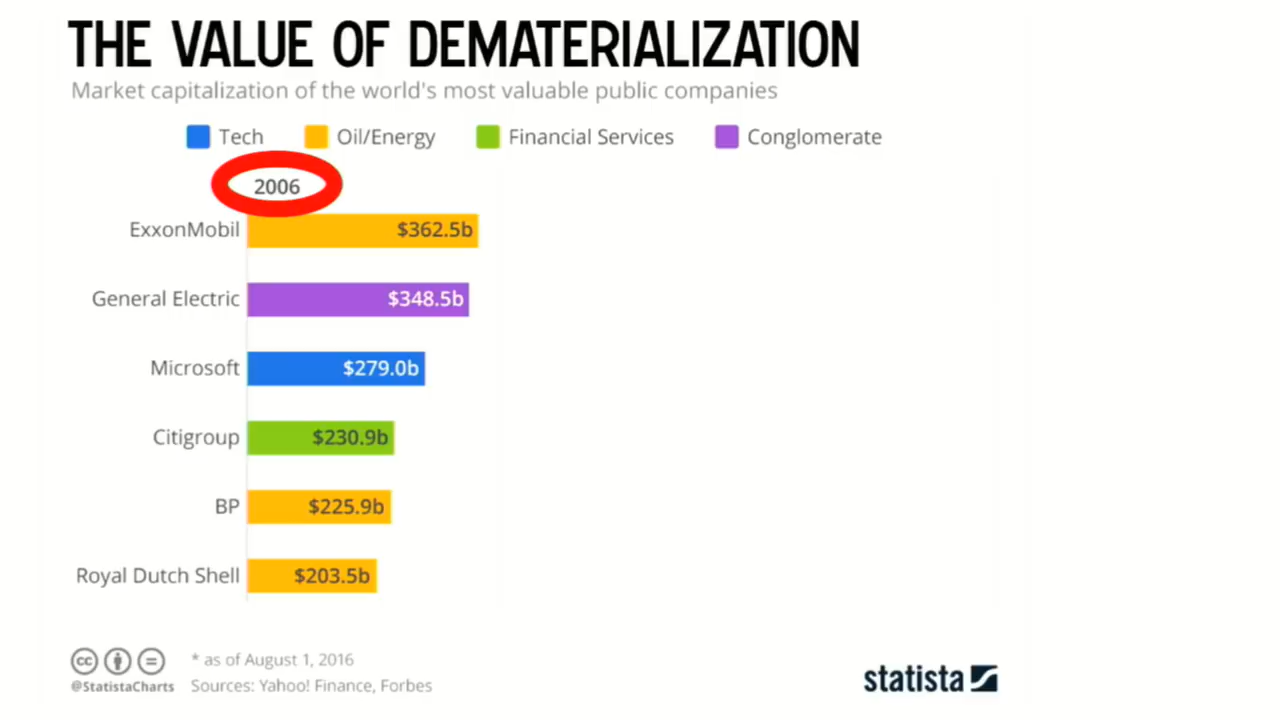 THE VALUE OF DEMATERIALIZATION
Market capitalization of the world's most valuable public companies
Tech Oil/Energy Financial Services Conglomerate
2006
ExxonMobil $362.5b
General Electric $348.5b
Microsoft $279.0b
Citigroup $230.9b
BP $225.9b
Royal Dutch Shell $203.5b
* as of August 1, 2016
@StatistaCharts Sources: Yahoo! Finance, Forbes
cc
statista